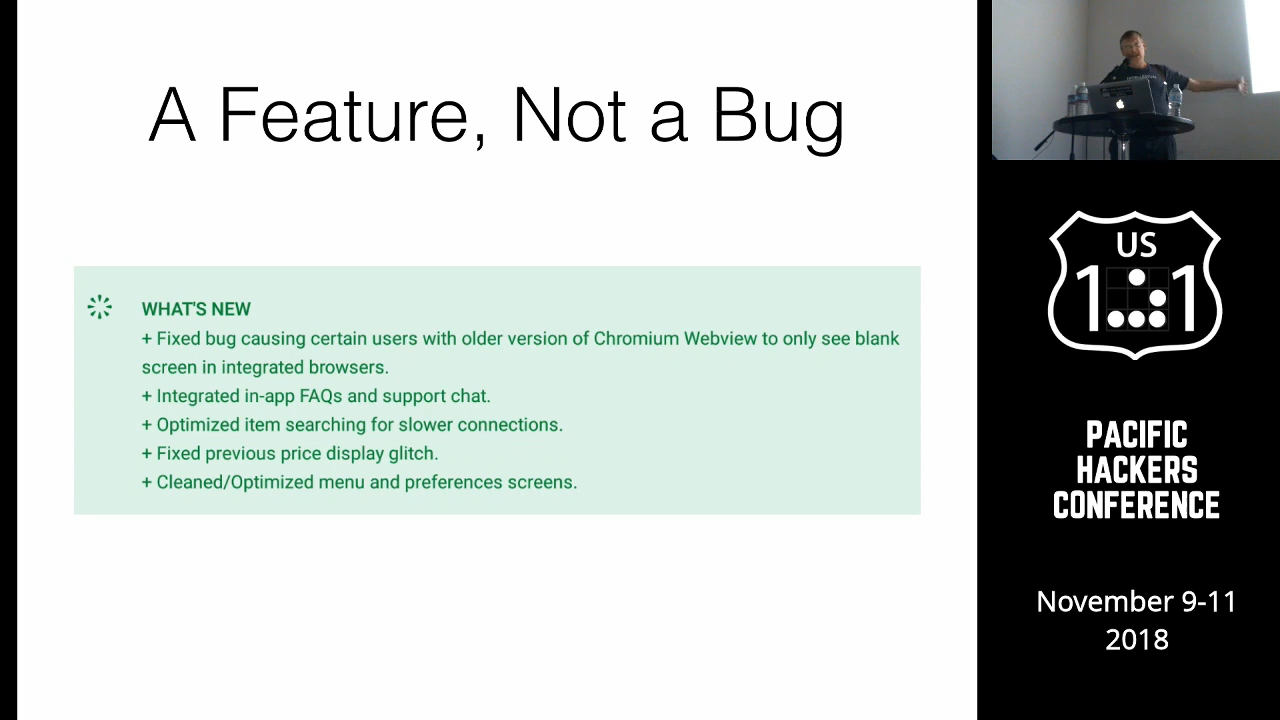 A Feature, Not a Bug
WHAT'S NEW
+ Fixed bug causing certain users with older version of Chromium Webview to only see blank
screen in integrated browsers.
+ Integrated in-app FAQs and support chat.
+ Optimized item searching for slower connections.
+ Fixed previous price display glitch.
+ Cleaned/Optimized menu and preferences screens.
US
101
PACIFIC
HACKERS
CONFERENCE
November 9-11
2018